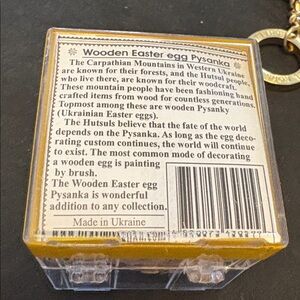 Wooden Easter egg Pysanka
The Carpathian Mountains in Western Ukraine
are known for their forests, and the Hutsul people,
who live there, are known for their woodcraft.
These mountain people have been fashioning hand
crafted items from wood for countless generations.
Topmost among these are wooden Pysanky
(Ukrainian Easter eggs).
The Hutsuls believe that the fate of the world
depends on the Pysanka. As long as the egg deco-
rating custom continues, the world will continue
to exist. The most common mode of decorating
a wooden egg is painting
by brush.
The Wooden Easter egg
Pysanka is wonderful
addition to any collection.
Made in Ukraine